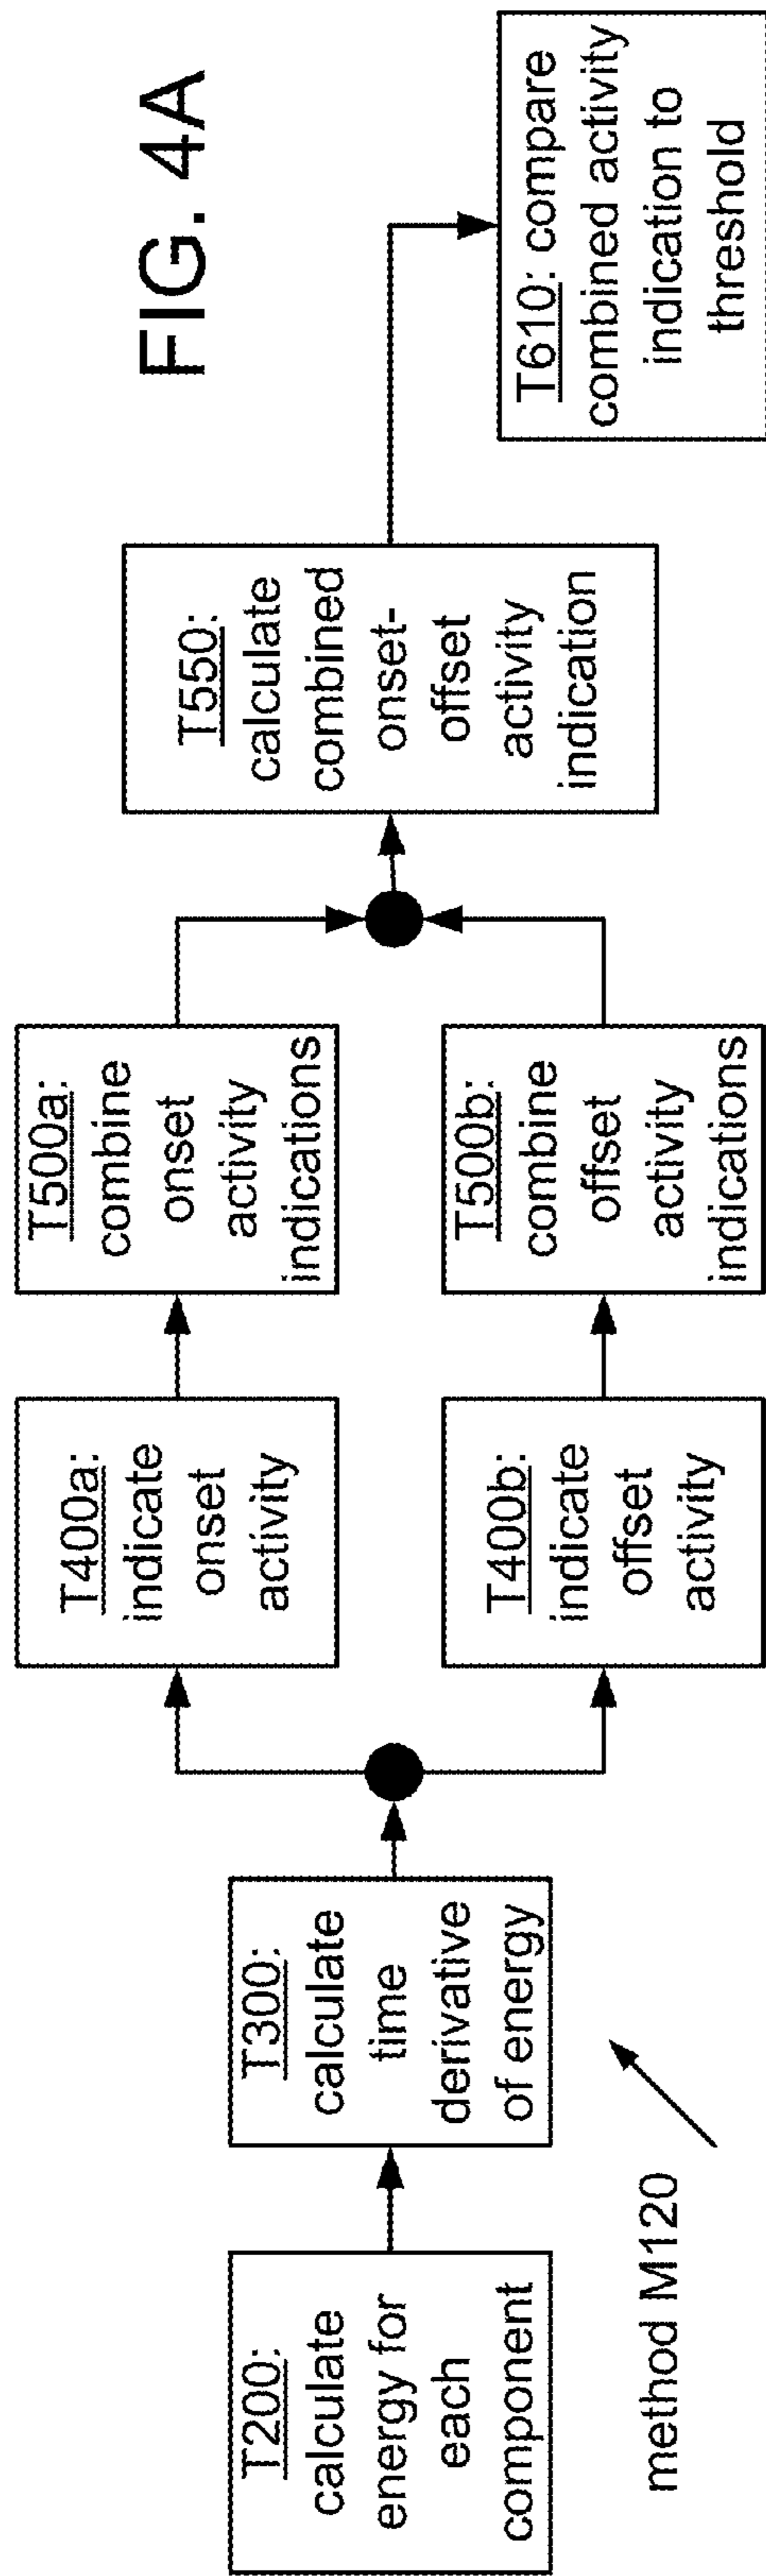 FIG. 4A
T200:
calculate
energy for
each
component
T300:
calculate
time
derivative
of energy
T400a:
indicate
onset
activity
T500a:
combine
onset
activity
indications
T400b:
indicate
offset
activity
T500b:
combine
offset
activity
indications
T550:
calculate
combined
onset-
offset
activity
indication
T610: compare
combined activity
indication to
threshold
method M120